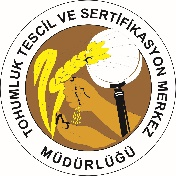 TOHUMLUK TESCİL VE SERTİFİKASYON MERKEZ
MÜDÜRLÜĞÜ